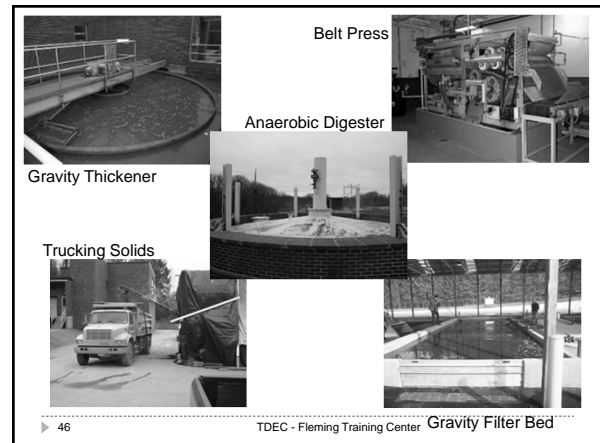 Belt Press
Anaerobic Digester
Gravity Thickener
Trucking Solids
46
TDEC - Fleming Training Center
Gravity Filter Bed